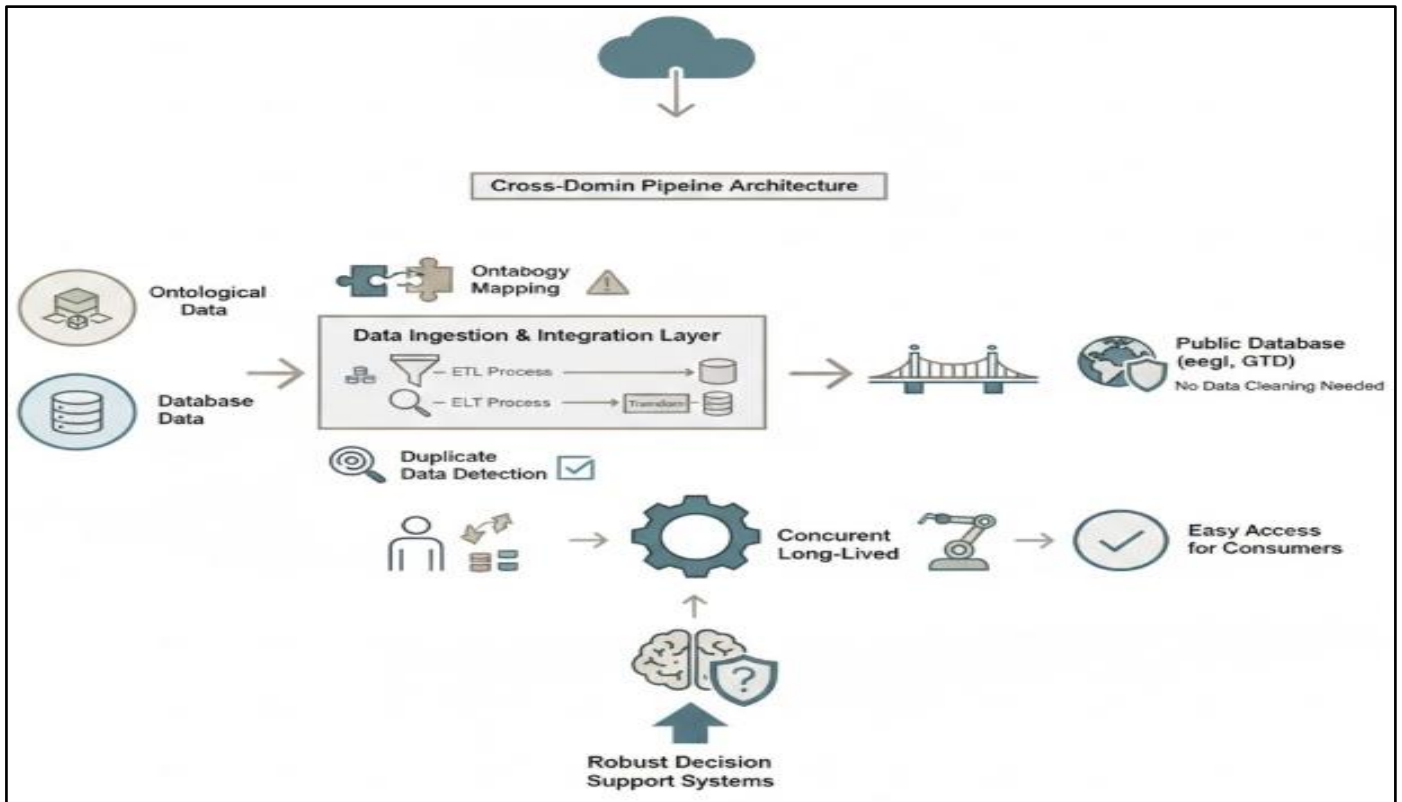 Cross-Domin Pipeline Architecture
Ontological
Data
Ontabogy
Mapping
Data Ingestion & Integration Layer
ETL Process
ELT Process
Database
Data
Public Database
(eegl, GTD)
No Data Cleaning Needed
Duplicate
Data Detection
Concurent
Long-Lived
Easy Access
for Consumers
?
Robust Decision
Support Systems